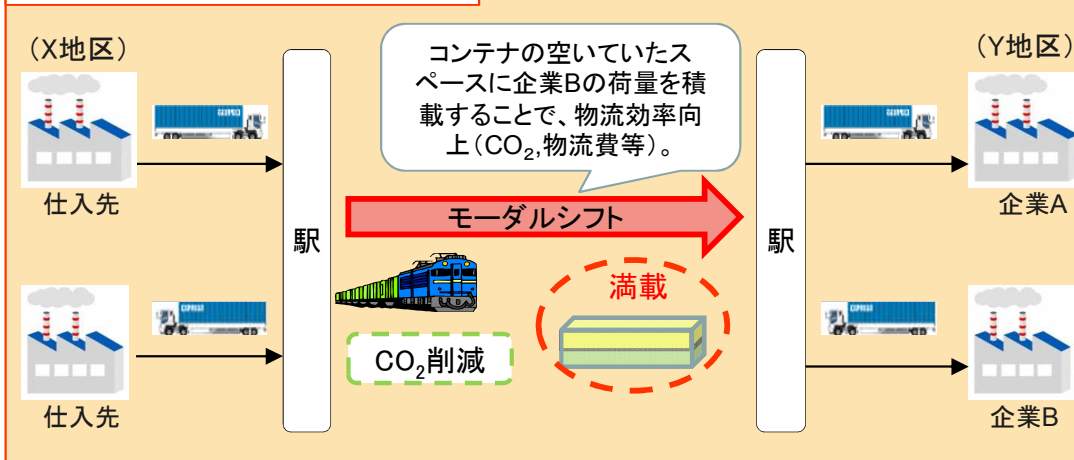 (X地区)
(Y地区)
コンテナの空いていたス
ペースに企業Bの荷量を積
載することで、物流効率向
上(CO₂,物流費等)。
仕入先
企業A
モーダルシフト
駅
駅
満載
CO₂削減
EXPRESS
仕入先
企業B